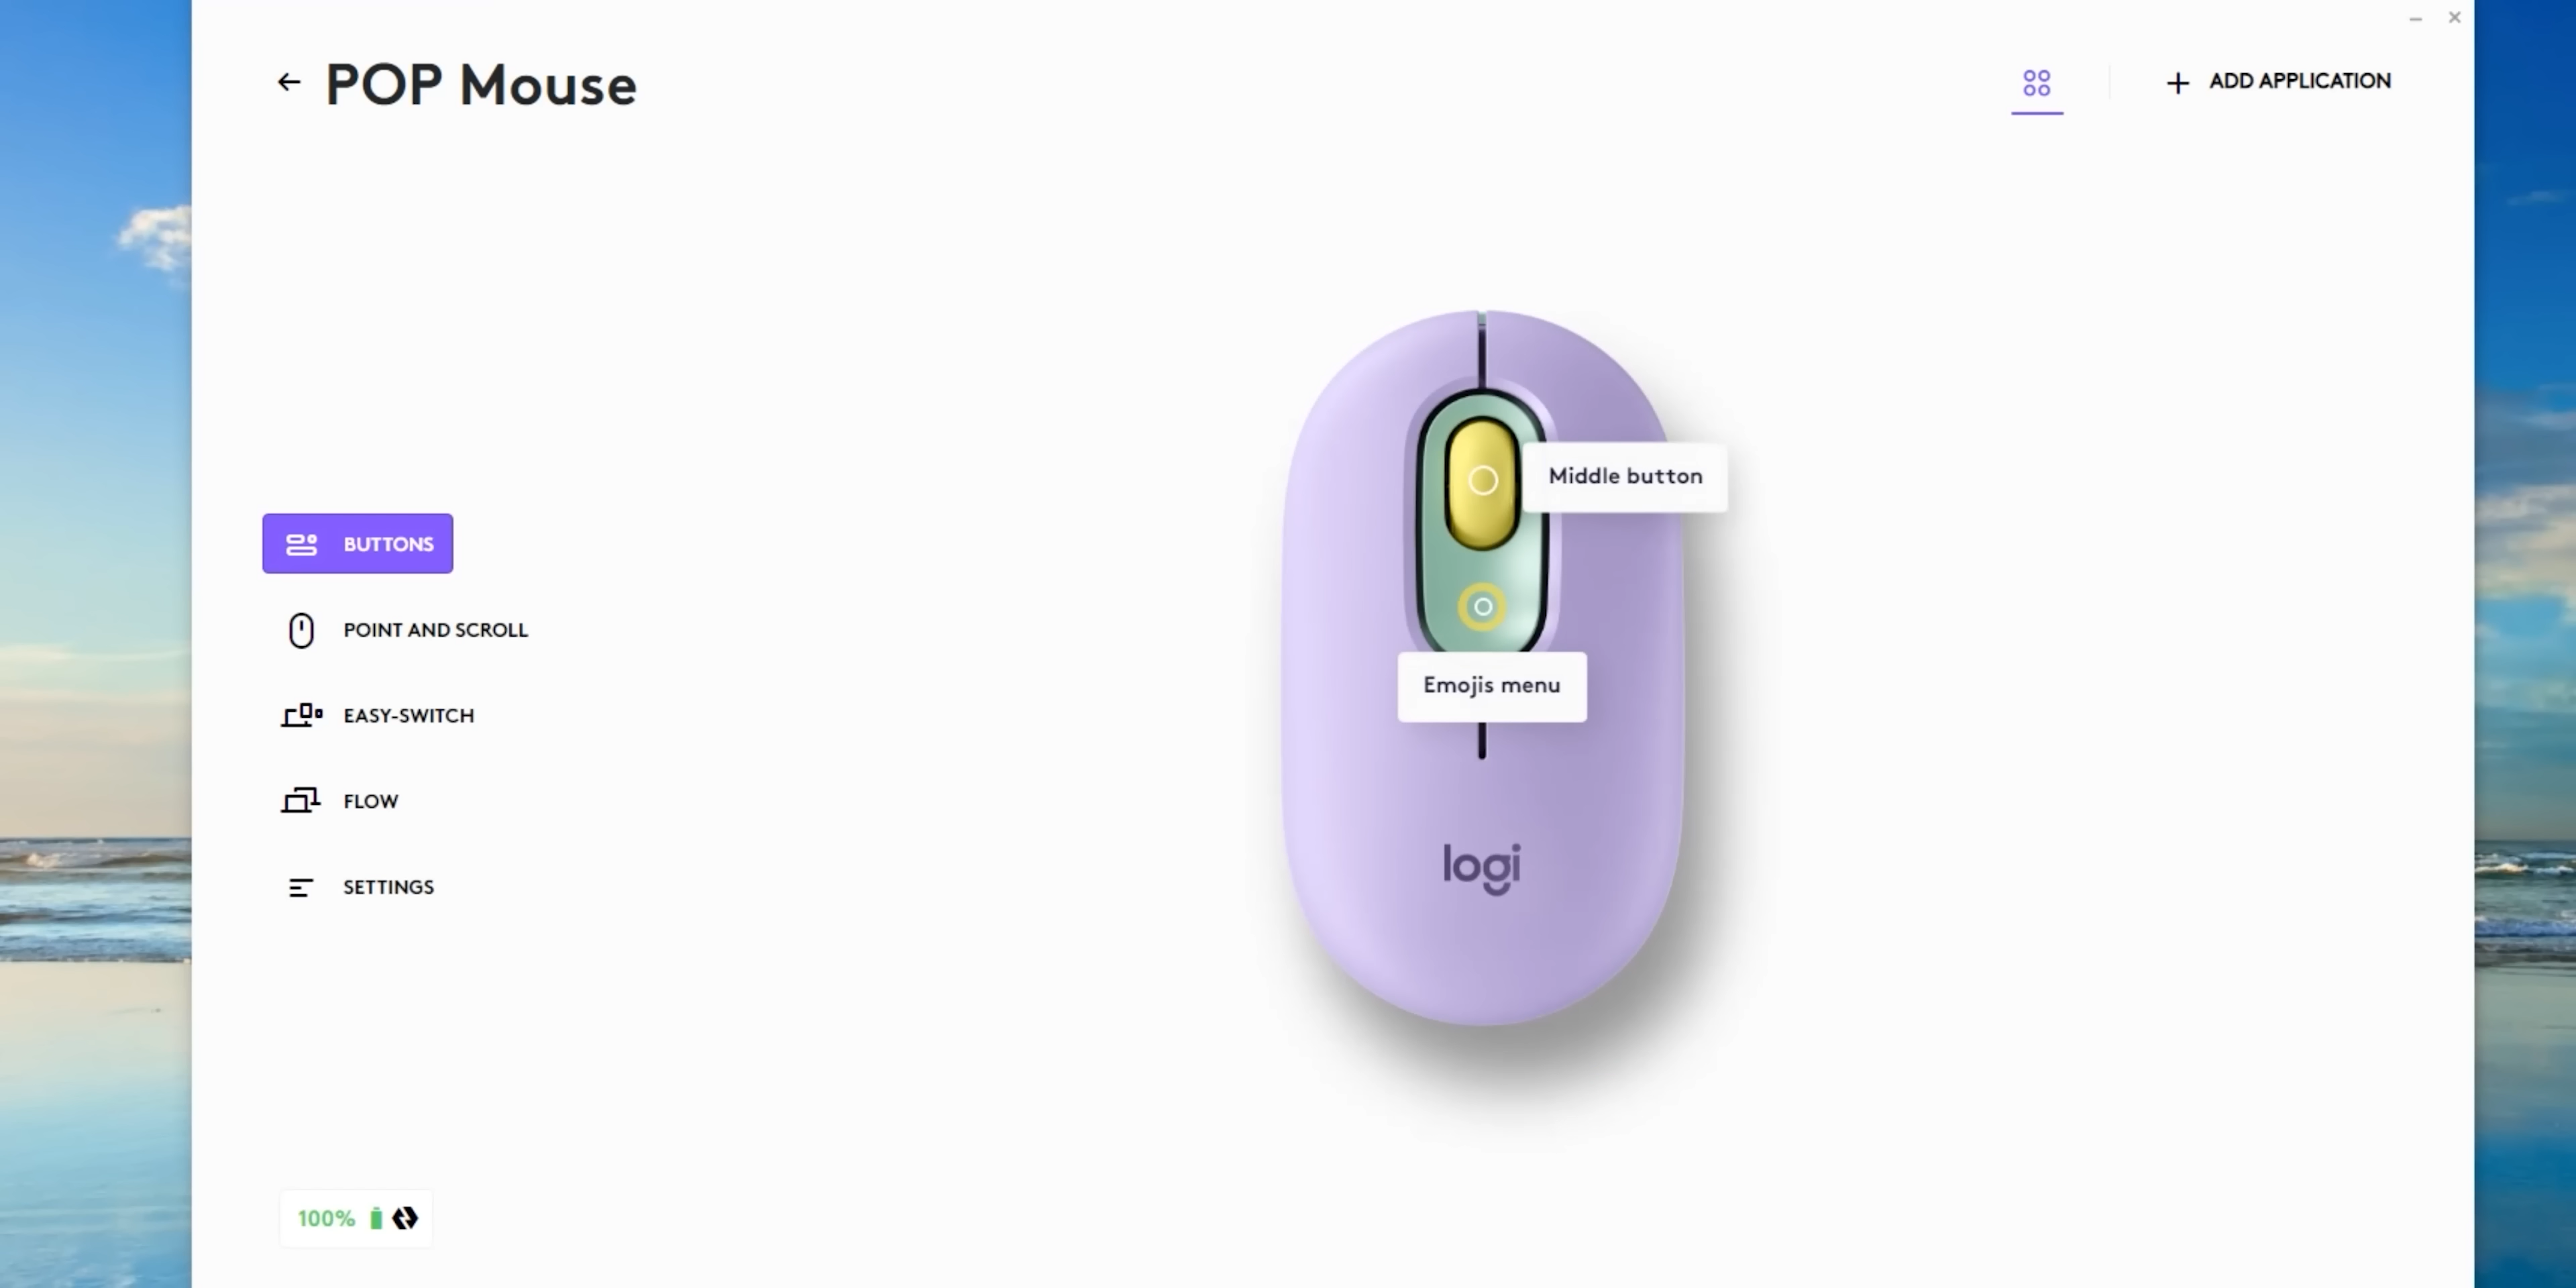 POP Mouse
ADD APPLICATION
Middle button
BUTTONS
POINT AND SCROLL
Emojis menu
EASY-SWITCH
FLOW
logi
SETTINGS
100%